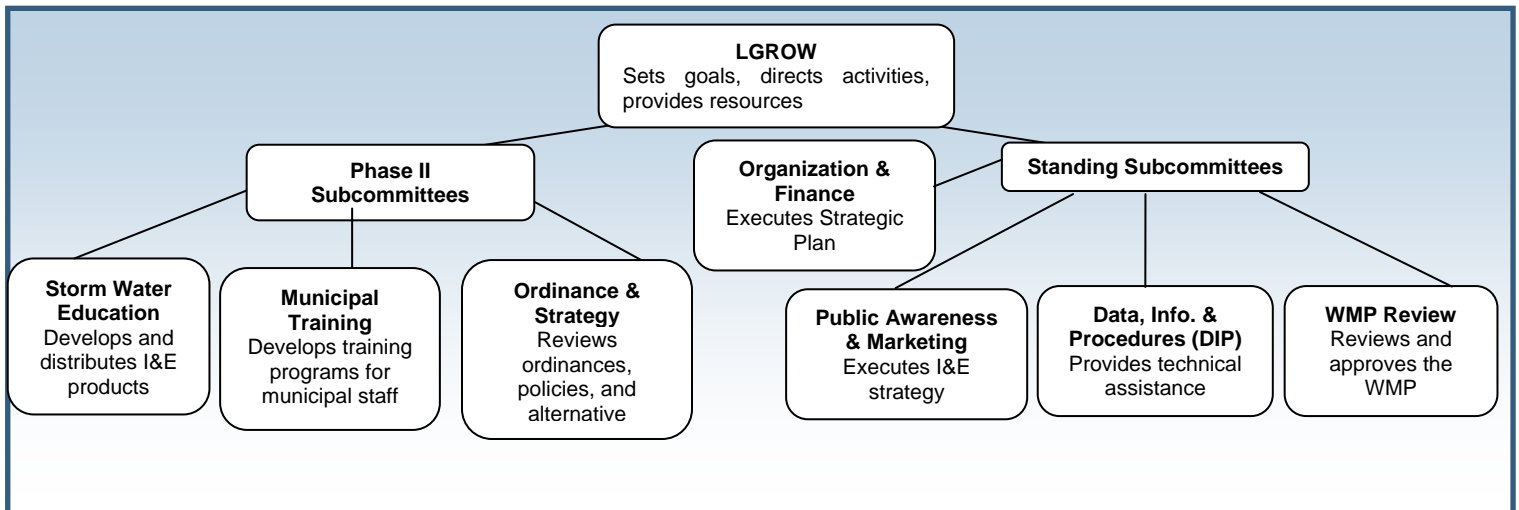 LGROW
Sets goals, directs activities,
provides resources
Phase II
Subcommittees
Organization &
Finance
Executes Strategic
Plan
Standing Subcommittees
Storm Water
Education
Develops and
distributes I&E
products
Municipal
Training
Develops training
programs for
municipal staff
Ordinance &
Strategy
Reviews
ordinances,
policies, and
alternative
Public Awareness
& Marketing
Executes I&E
strategy
Data, Info. &
Procedures (DIP)
Provides technical
assistance
WMP Review
Reviews and
approves the
WMP